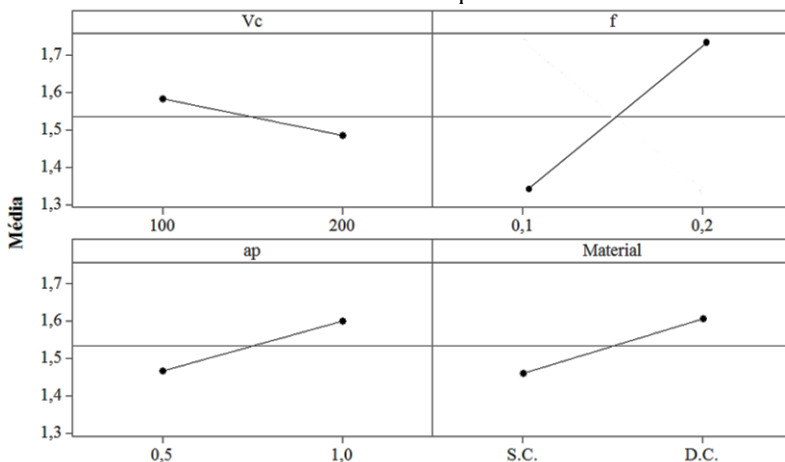 Vc
f
1,7
1,6
1,5
1,4
1,3
100
200
0,1
0,2
Média
ap
Material
1,7
1,6
1,5
1,4
1,3
0,5
1,0
S.C.
D.C.